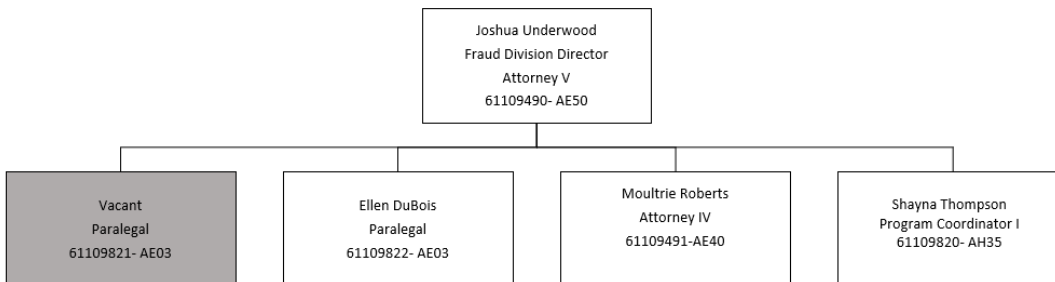 Joshua Underwood
Fraud Division Director
Attorney V
61109490- AE50
Vacant
Paralegal
61109821- AE03
Ellen DuBois
Paralegal
61109822- AE03
Moultrie Roberts
Attorney IV
61109491-AE40
Shayna Thompson
Program Coordinator I
61109820- AH35